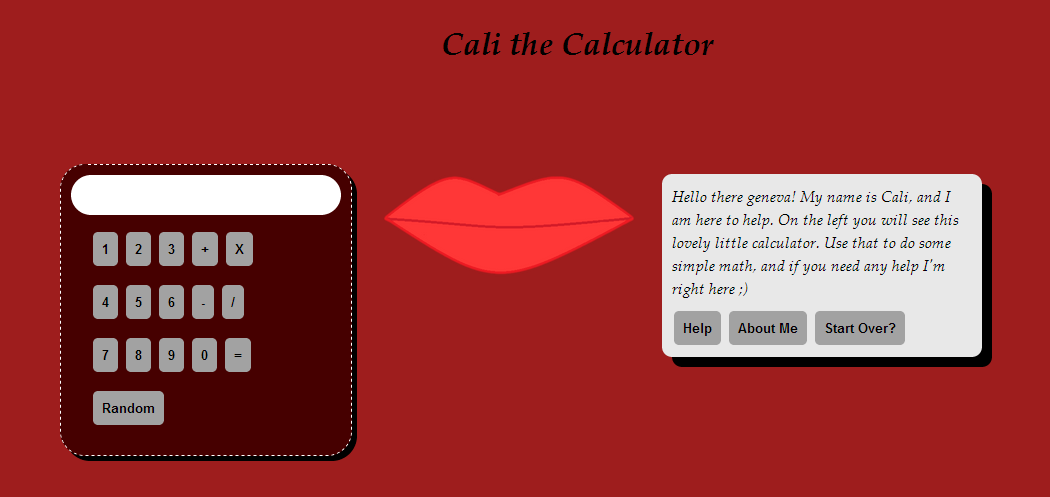 Cali the Calculator
1 2 3 + X
4 5 6 - /
7 8 9 0 =
Random
Hello there geneva! My name is Cali, and I
am here to help. On the left you will see this
lovely little calculator. Use that to do some
simple math, and if you need any help I'm
right here ;)
Help About Me Start Over?